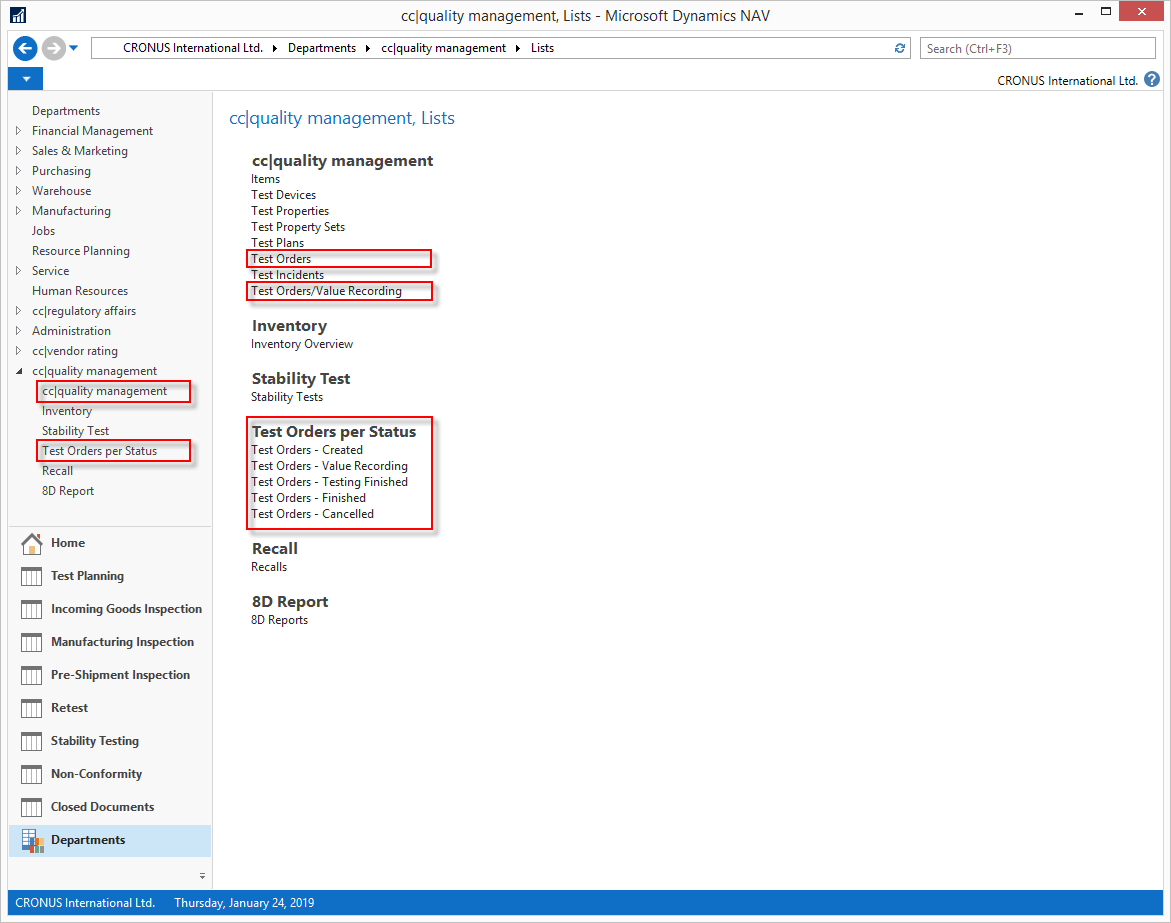 cc|quality management, Lists - Microsoft Dynamics NAV
CRONUS International Ltd. Departments cc|quality management Lists
Search (Ctrl+F3)
CRONUS International Ltd. ?
Departments
Financial Management
Sales & Marketing
Purchasing
Warehouse
Manufacturing
Jobs
Resource Planning
Service
Human Resources
cc|regulatory affairs
Administration
cc|vendor rating
cc|quality management
cc|quality management
Inventory
Stability Test
Test Orders per Status
Recall
8D Report
Home
Test Planning
Incoming Goods Inspection
Manufacturing Inspection
Pre-Shipment Inspection
Retest
Stability Testing
Non-Conformity
Closed Documents
Departments
cc|quality management, Lists
cc|quality management
Items
Test Devices
Test Properties
Test Property Sets
Test Plans
Test Orders
Test Incidents
Test Orders/Value Recording
Inventory
Inventory Overview
Stability Test
Stability Tests
Test Orders per Status
Test Orders - Created
Test Orders - Value Recording
Test Orders - Testing Finished
Test Orders - Finished
Test Orders - Cancelled
Recall
Recalls
8D Report
8D Reports
CRONUS International Ltd. Thursday, January 24, 2019